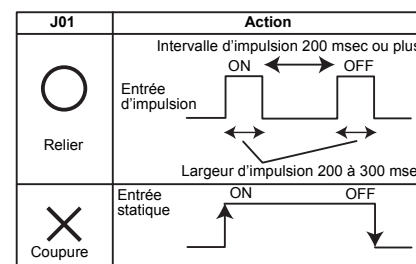 J01 Action
Intervalle d'impulsion 200 msec ou plus
ON OFF
Entrée
d'impulsion
Relier
Largeur d'impulsion 200 à 300
Entrée
statique
ON OFF
Coupure